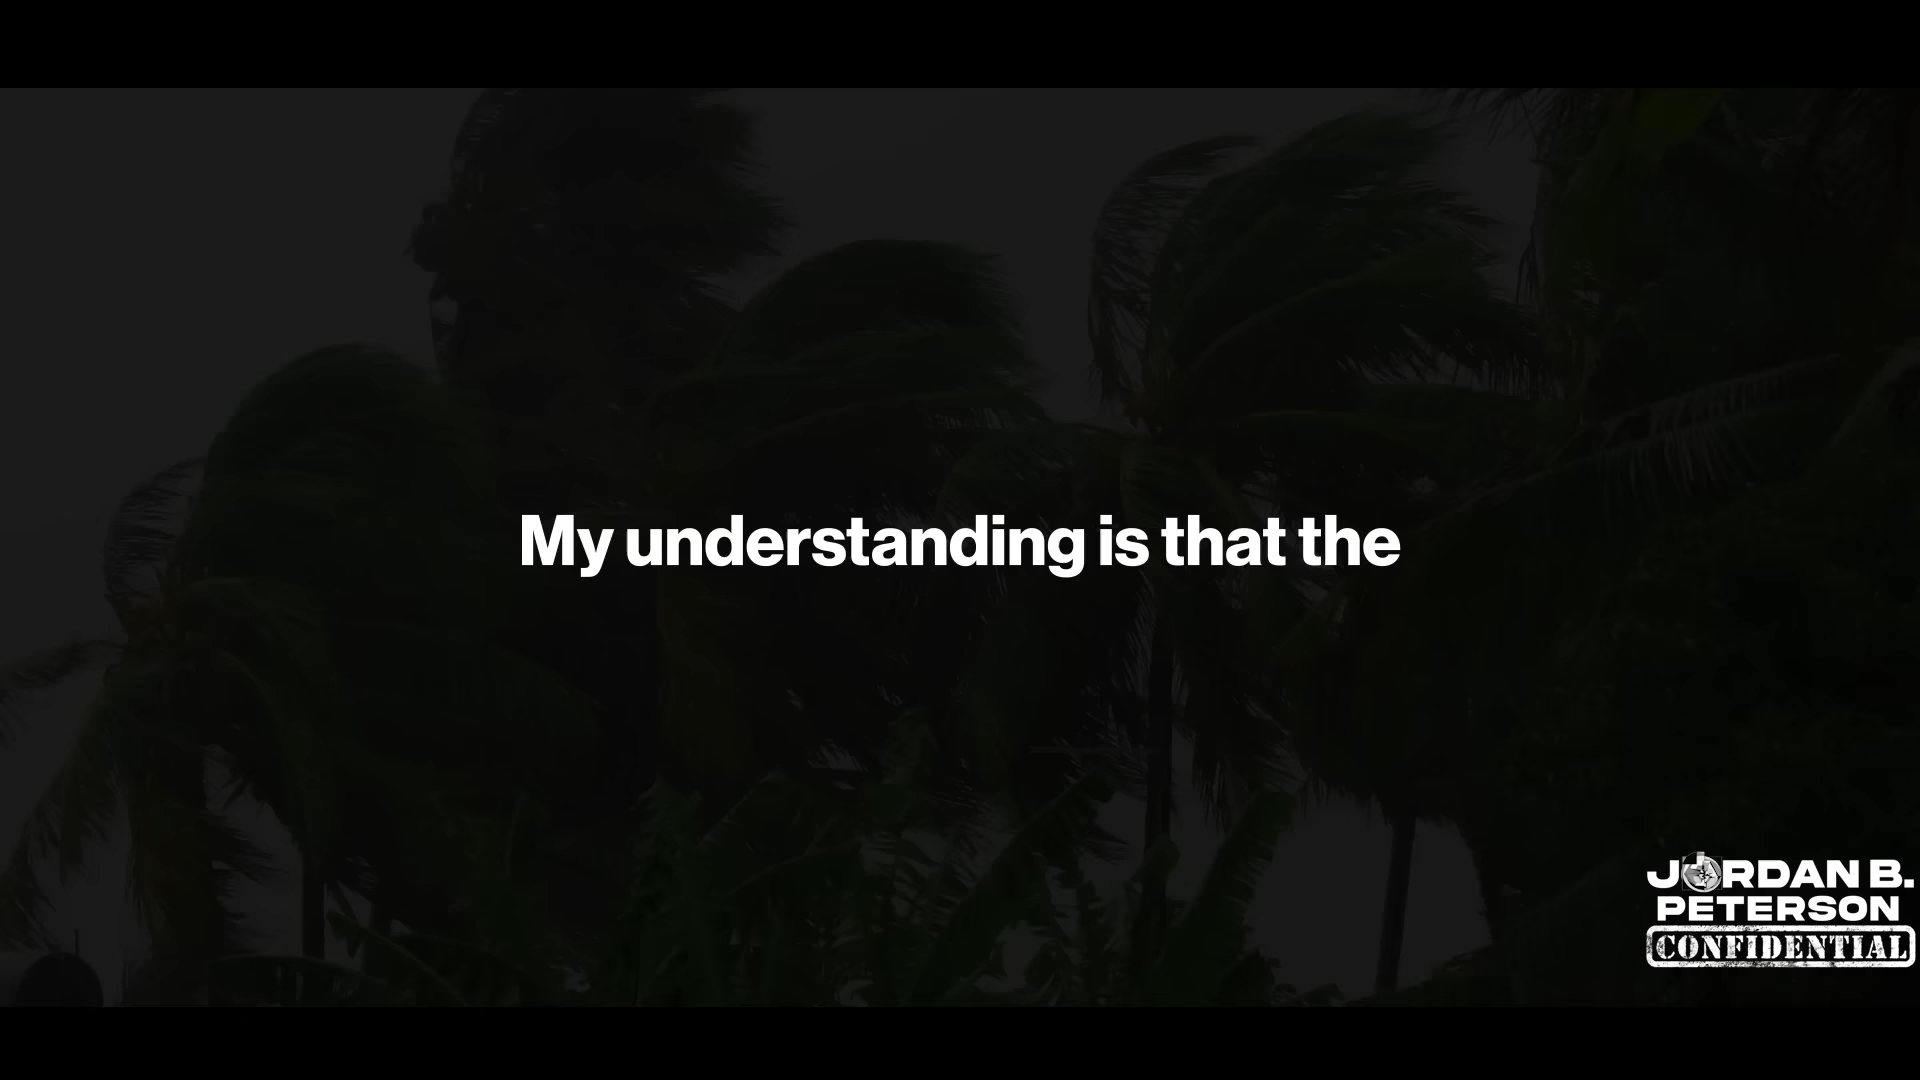 My understanding is that the
JORDAN B.
PETERSON
CONFIDENTIAL